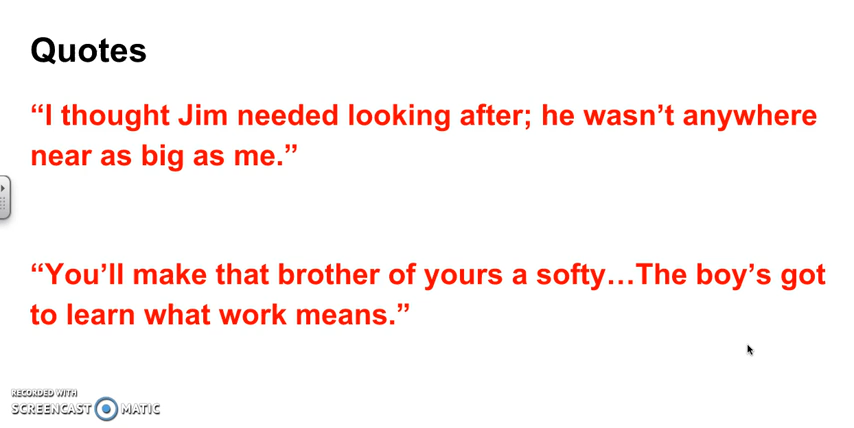 Quotes
“I thought Jim needed looking after; he wasn’t anywhere
near as big as me.”
“You’ll make that brother of yours a softy…The boy’s got
to learn what work means.”
RECORDED WITH
SCREENCAST MATIC